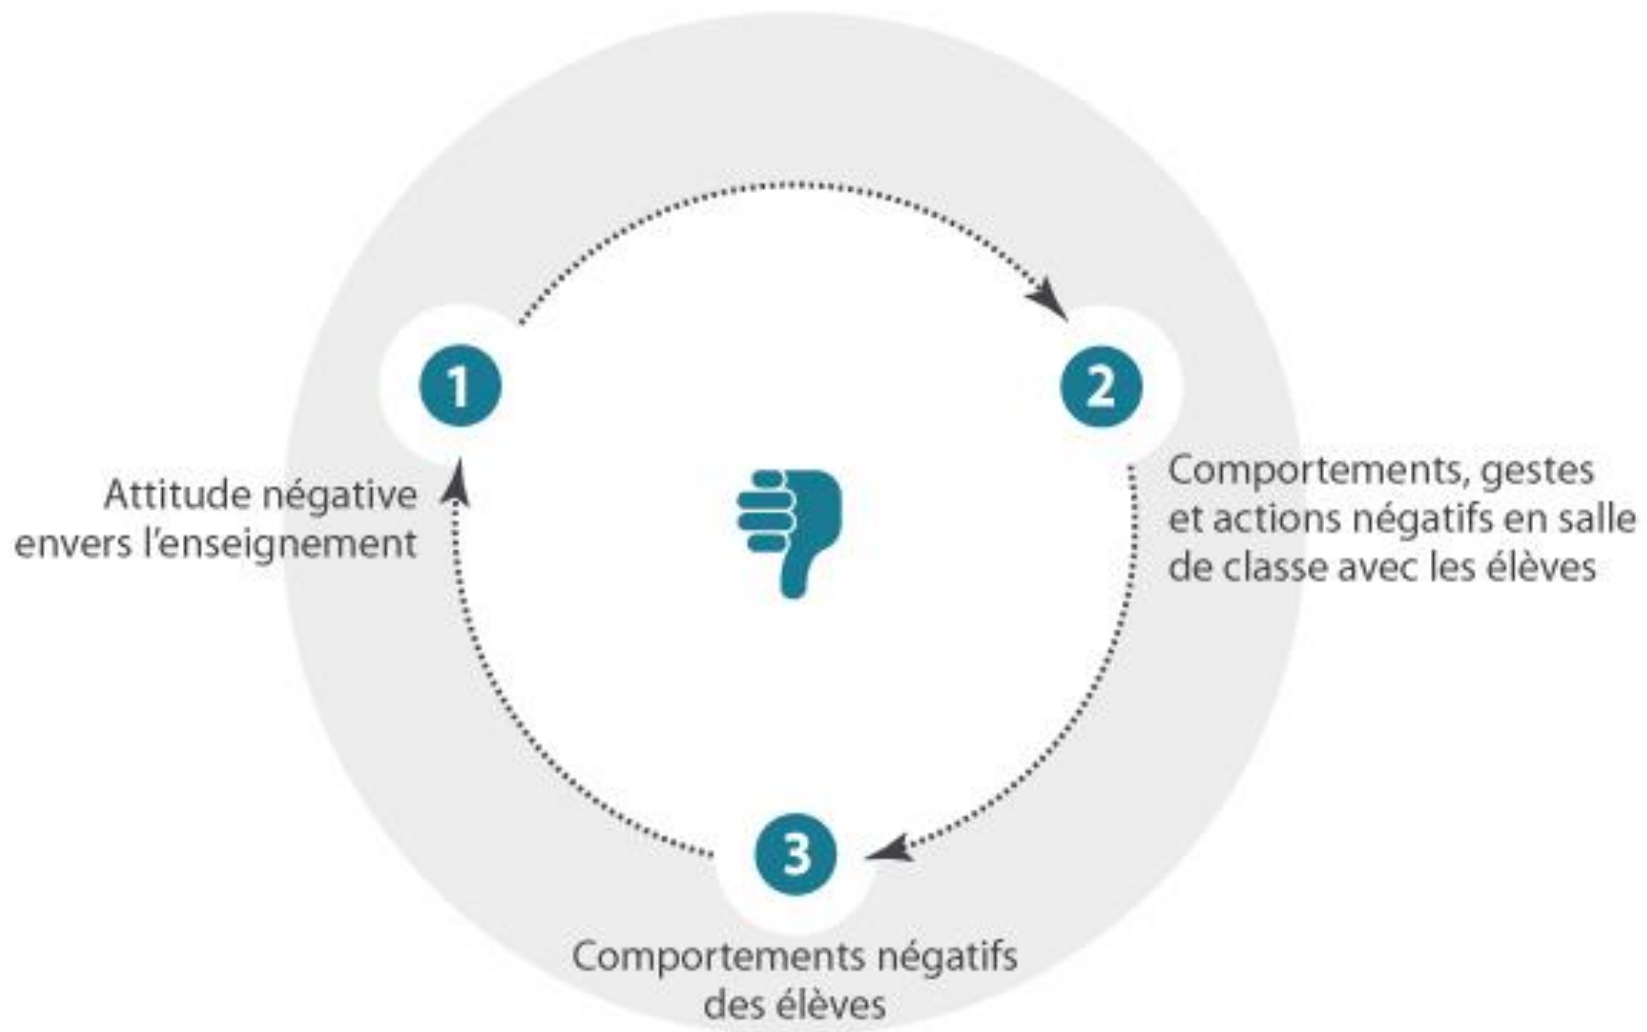 1
Attitude négative
envers l'enseignement
2
Comportements, gestes
et actions négatifs en salle
de classe avec les élèves
3
Comportements négatifs
des élèves